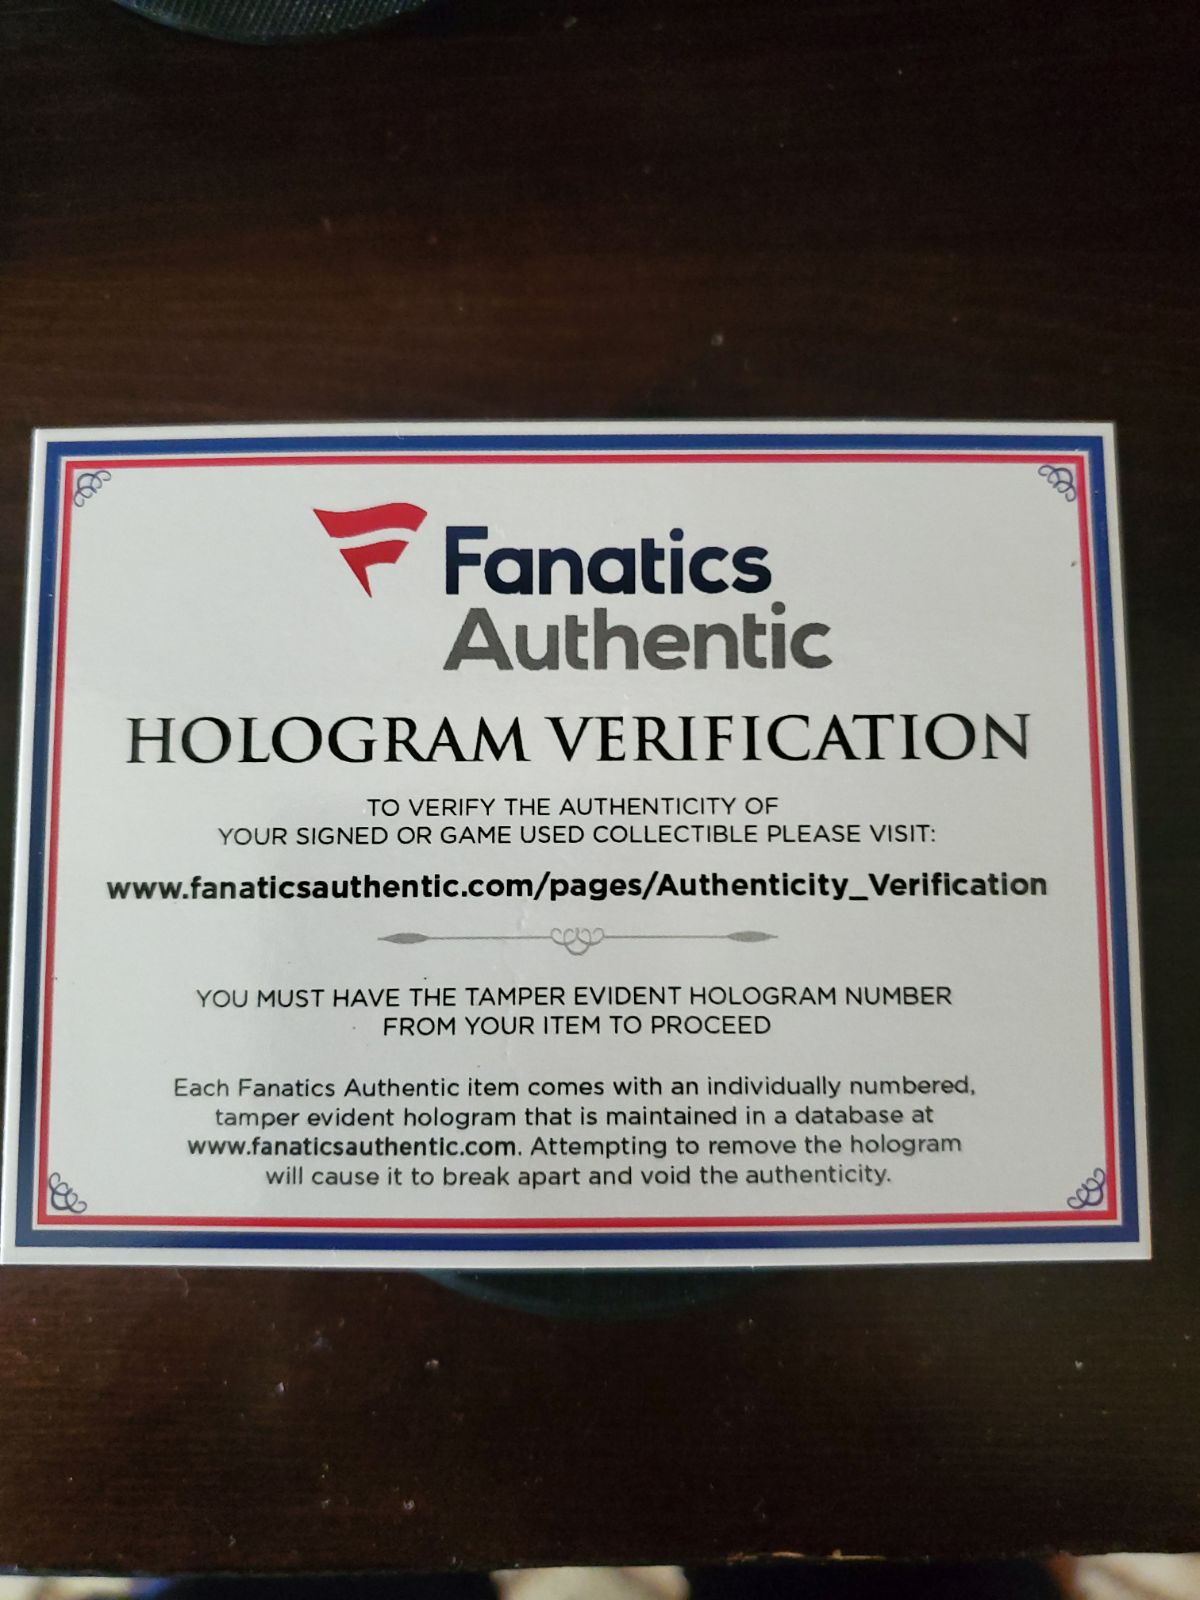 Fanatics
Authentic
HOLOGRAM VERIFICATION
TO VERIFY THE AUTHENTICITY OF
YOUR SIGNED OR GAME USED COLLECTIBLE PLEASE VISIT:
www.fanaticsauthentic.com/pages/Authenticity_Verification
YOU MUST HAVE THE TAMPER EVIDENT HOLOGRAM NUMBER
FROM YOUR ITEM TO PROCEED
Each Fanatics Authentic item comes with an individually numbered,
tamper evident hologram that is maintained in a database at
www.fanaticsauthentic.com. Attempting to remove the hologram
will cause it to break apart and void the authenticity.